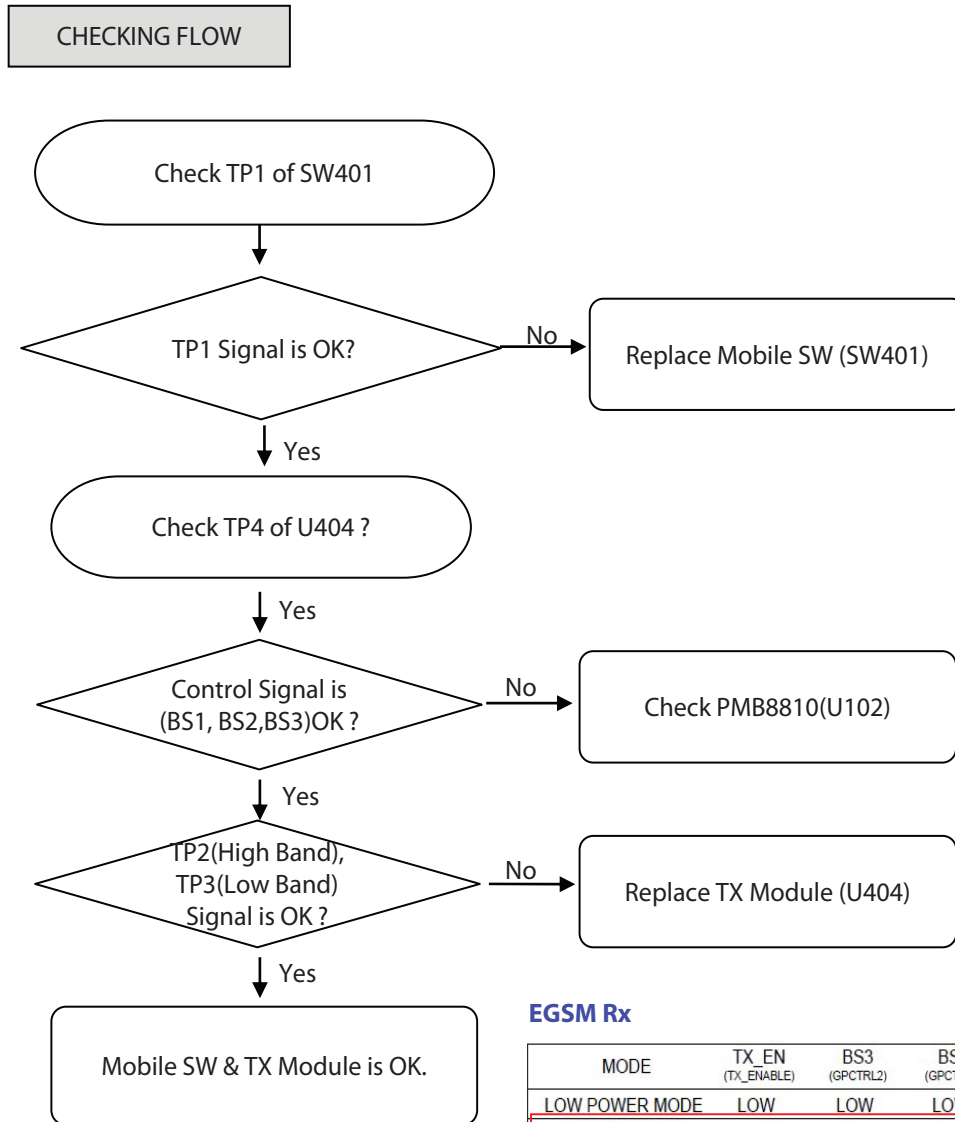 CHECKING FLOW
Check TP1 of SW401
TP1 Signal is OK?
No
Replace Mobile SW (SW401)
Yes
Check TP4 of U404 ?
Yes
Control Signal is
(BS1, BS2,BS3)OK ?
No
Check PMB8810(U102)
Yes
TP2(High Band),
TP3(Low Band)
Signal is OK ?
No
Replace TX Module (U404)
Yes
Mobile SW & TX Module is OK.
EGSM Rx
MODE TX_EN BS3
(TX_ENABLE) (GPCTRL2)
LOW POWER MODE LOW LOW